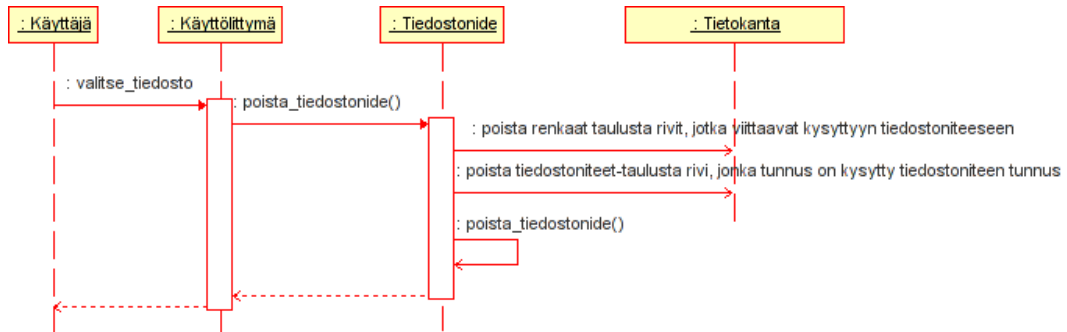 : Käyttäjä
: Käyttölittymä
: Tiedostonide
: Tietokanta
: valitse_tiedosto
: poista_tiedostonide()
: poista renkaat taulusta rivit, jotka viittaavat kysyttyyn tiedostoniteeseen
: poista tiedostoniteet-taulusta rivi, jonka tunnus on kysytty tiedostoniteen tunnus
: poista_tiedostonide()